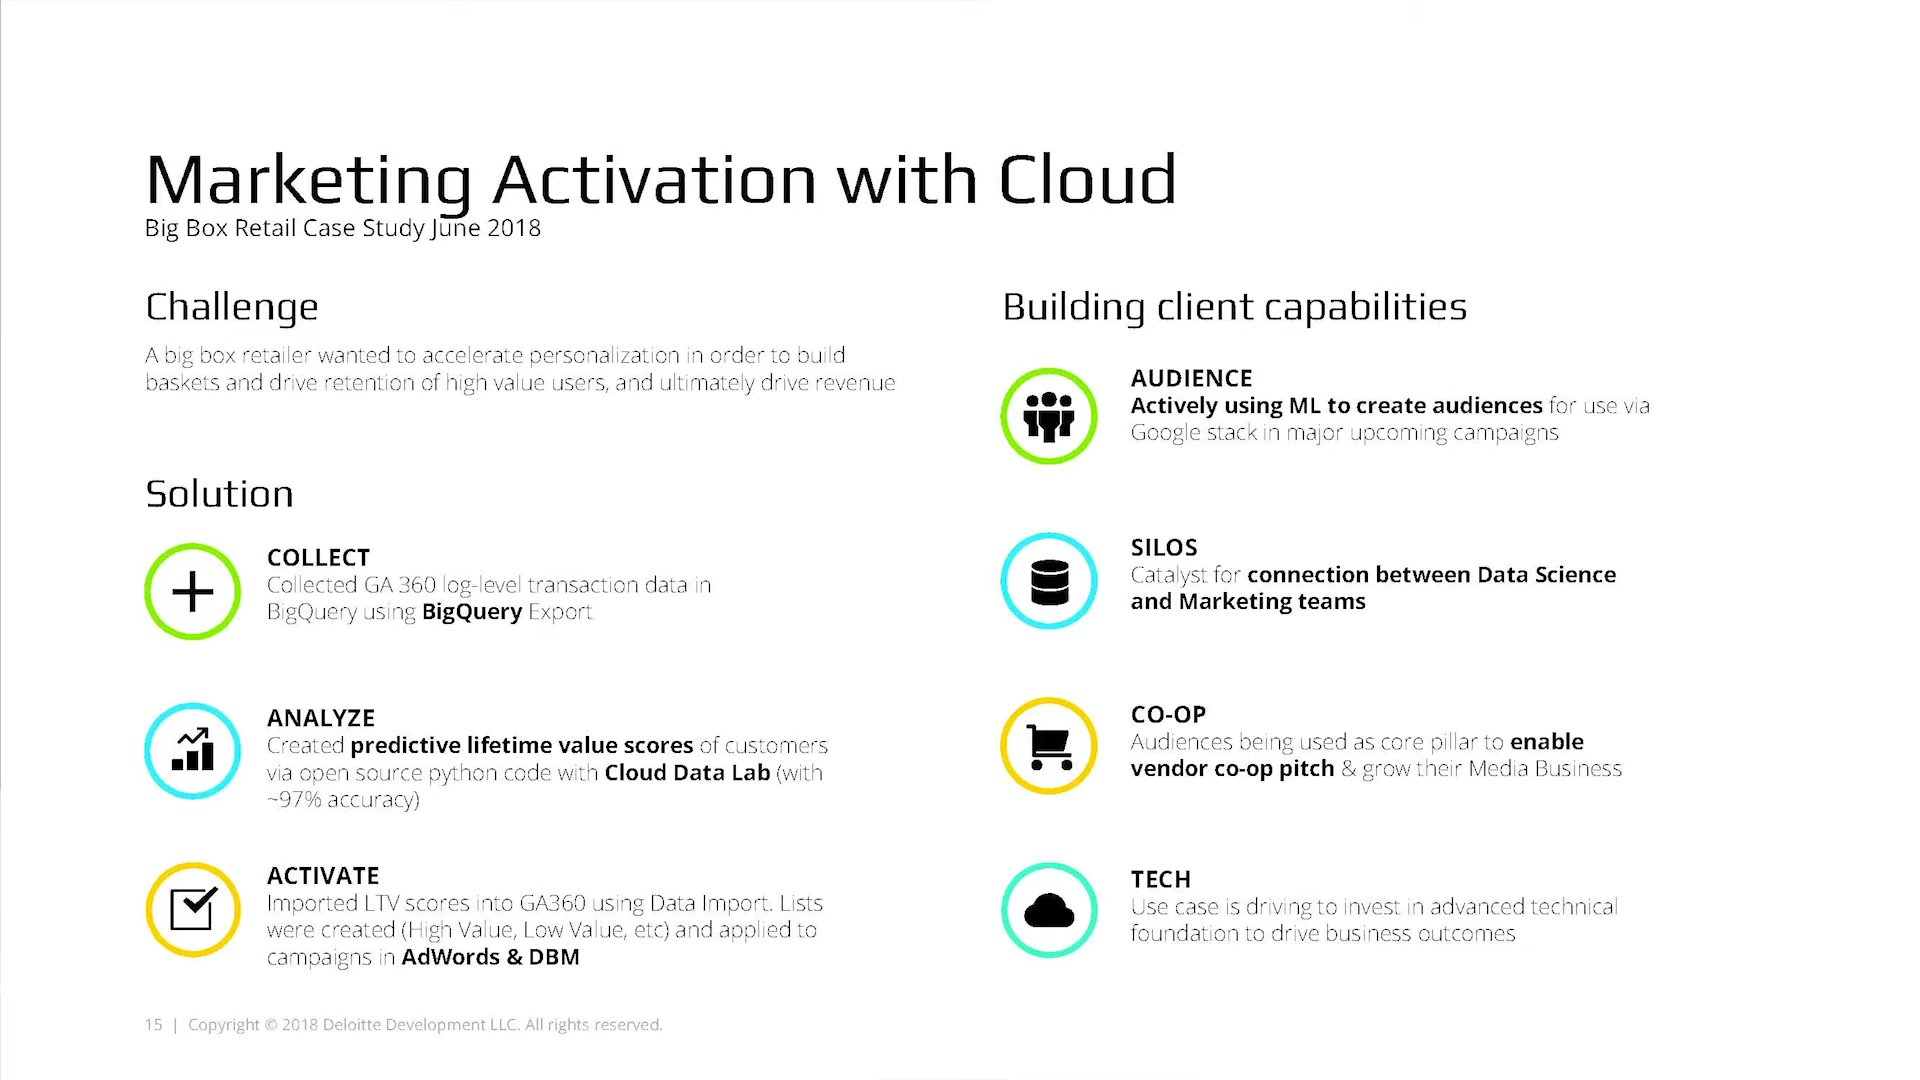 Marketing Activation with Cloud
Big Box Retail Case Study June 2018
Challenge
A big box retailer wanted to accelerate personalization in order to build
baskets and drive retention of high value users, and ultimately drive revenue
Solution
COLLECT
Collected GA 360 log-level transaction data in
BigQuery using BigQuery Export
ANALYZE
Created predictive lifetime value scores of customers
via open source python code with Cloud Data Lab (with
~97% accuracy)
ACTIVATE
Imported LTV scores into GA360 using Data Import. Lists
were created (High Value, Low Value, etc) and applied to
campaigns in AdWords & DBM
Building client capabilities
AUDIENCE
Actively using ML to create audiences for use via
Google stack in major upcoming campaigns
SILOS
Catalyst for connection between Data Science
and Marketing teams
CO-OP
Audiences being used as core pillar to enable
vendor co-op pitch & grow their Media Business
TECH
Use case is driving to invest in advanced technical
foundation to drive business outcomes
15 | Copyright © 2018 Deloitte Development LLC. All rights reserved.